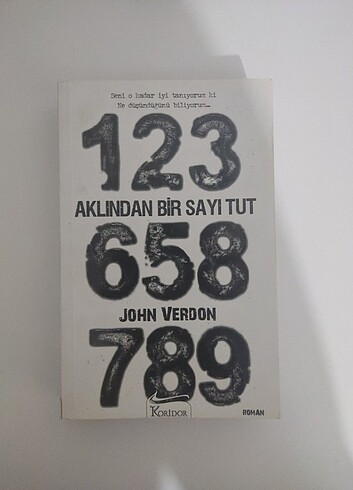 Seni o kadar iyi tanıyorum ki
Ne düşündüğünü biliyorum...
123
AKLINDAN BİR SAYI TUT
658
JOHN VERDON
789
KORİDOR
ROMAN